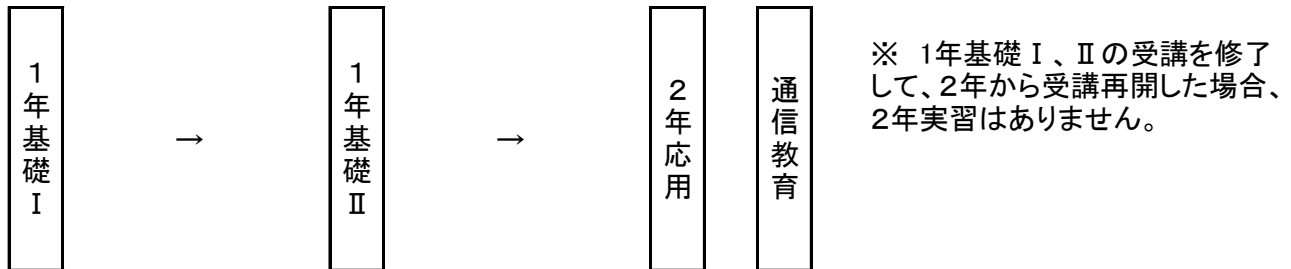 1年基礎Ⅰ
→
1年基礎Ⅱ
→
2年応用
通信教育
※ 1年基礎Ⅰ、Ⅱの受講を修了
して、2年から受講再開した場合、
2年実習はありません。